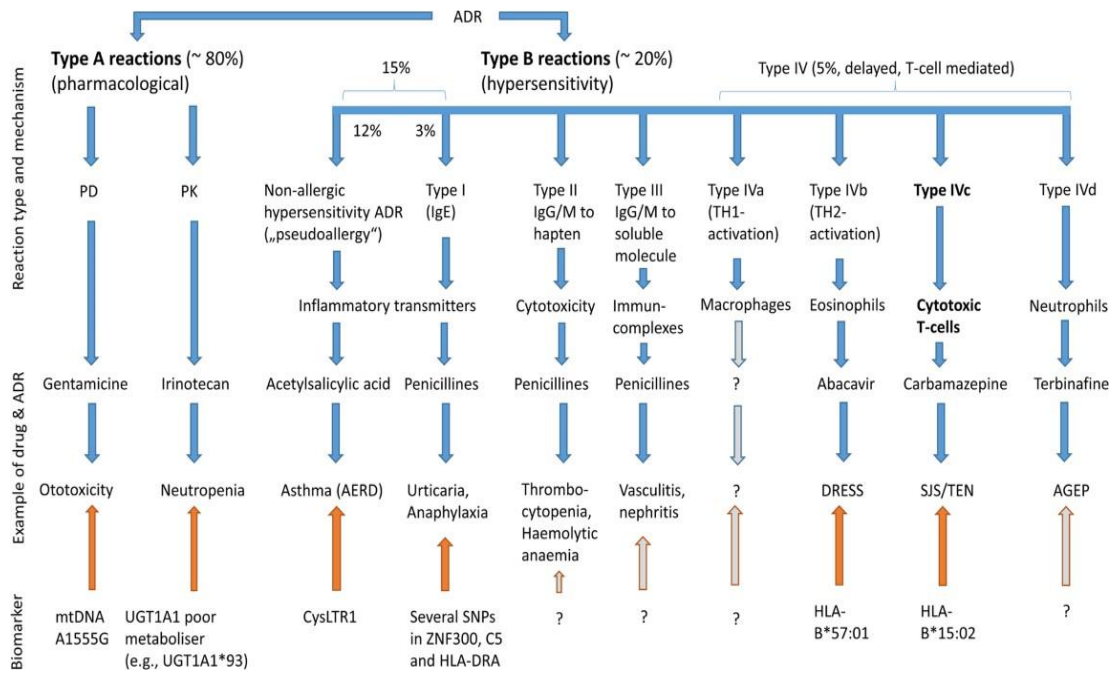 ADR
Type A reactions (~ 80%)
(pharmacological)
Type B reactions (~ 20%)
(hypersensitivity)
15%
Type IV (5%, delayed, T-cell mediated)
12%
3%
Reaction type and mechanism
PD
PK
Non-allergic
hypersensitivity ADR
(„pseudoallergy“)
Type I
(IgE)
Type II
IgG/M to
hapten
Type III
IgG/M to
soluble
molecule
Type IVa
(TH1-
activation)
Type IVb
(TH2-
activation)
Type IVc
Type IVd
Inflammatory transmitters
Cytotoxicity
Immun-
complexes
Macrophages
Eosinophils
Cytotoxic
T-cells
Neutrophils
Example of drug & ADR
Gentamicine
Irinotecan
Acetylsalicylic acid
Penicillines
Penicillines
Penicillines
?
Abacavir
Carbamazepine
Terbinafine
Ototoxicity
Neutropenia
Asthma (AERD)
Urticaria,
Anaphylaxia
Thrombo-
cytopenia,
Haemolytic
anaemia
Vasculitis,
nephritis
?
DRESS
SJS/TEN
AGEP
Biomarker
mtDNA
A1555G
UGT1A1 poor
metaboliser
(e.g., UGT1A1*93)
CysLTR1
Several SNPs
in ZNF300, C5
and HLA-DRA
?
?
?
HLA-
B*57:01
HLA-
B*15:02
?